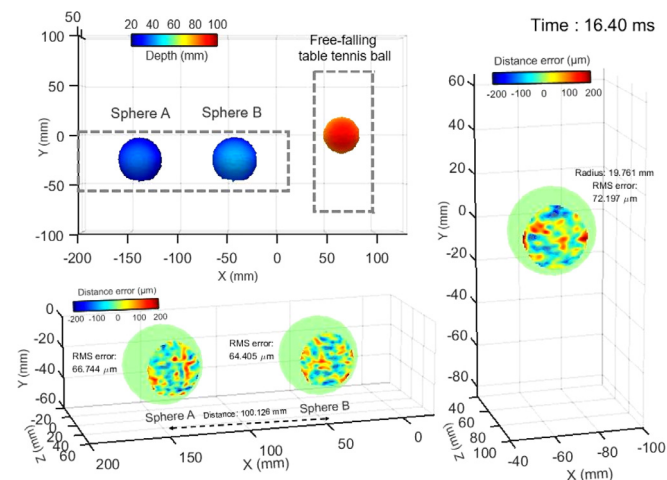 Time : 16.40 ms
50
100
50
0
-50
-100
Y (mm)
20 40 60 80 100
Depth (mm)
Free-falling
table tennis ball
Sphere A
Sphere B
-200 -150 -100 -50 0 50 100
X (mm)
Distance error (μm)
-200 -100 0 100 200
60
40
20
0
-20
-40
-60
-80
Y (mm)
Radius: 19.761 mm
RMS error:
72.197 μm
40
60
80
100
Z (mm)
-40 -60 -80 -100
X (mm)
Distance error (μm)
-200 -100 0 100 200
0
-20
-40
-60
Y (mm)
RMS error:
66.744 μm
RMS error:
64.405 μm
Sphere A
Distance: 100.126 mm
Sphere B
20
40
60
Z (mm)
200 150 100 50 0
X (mm)